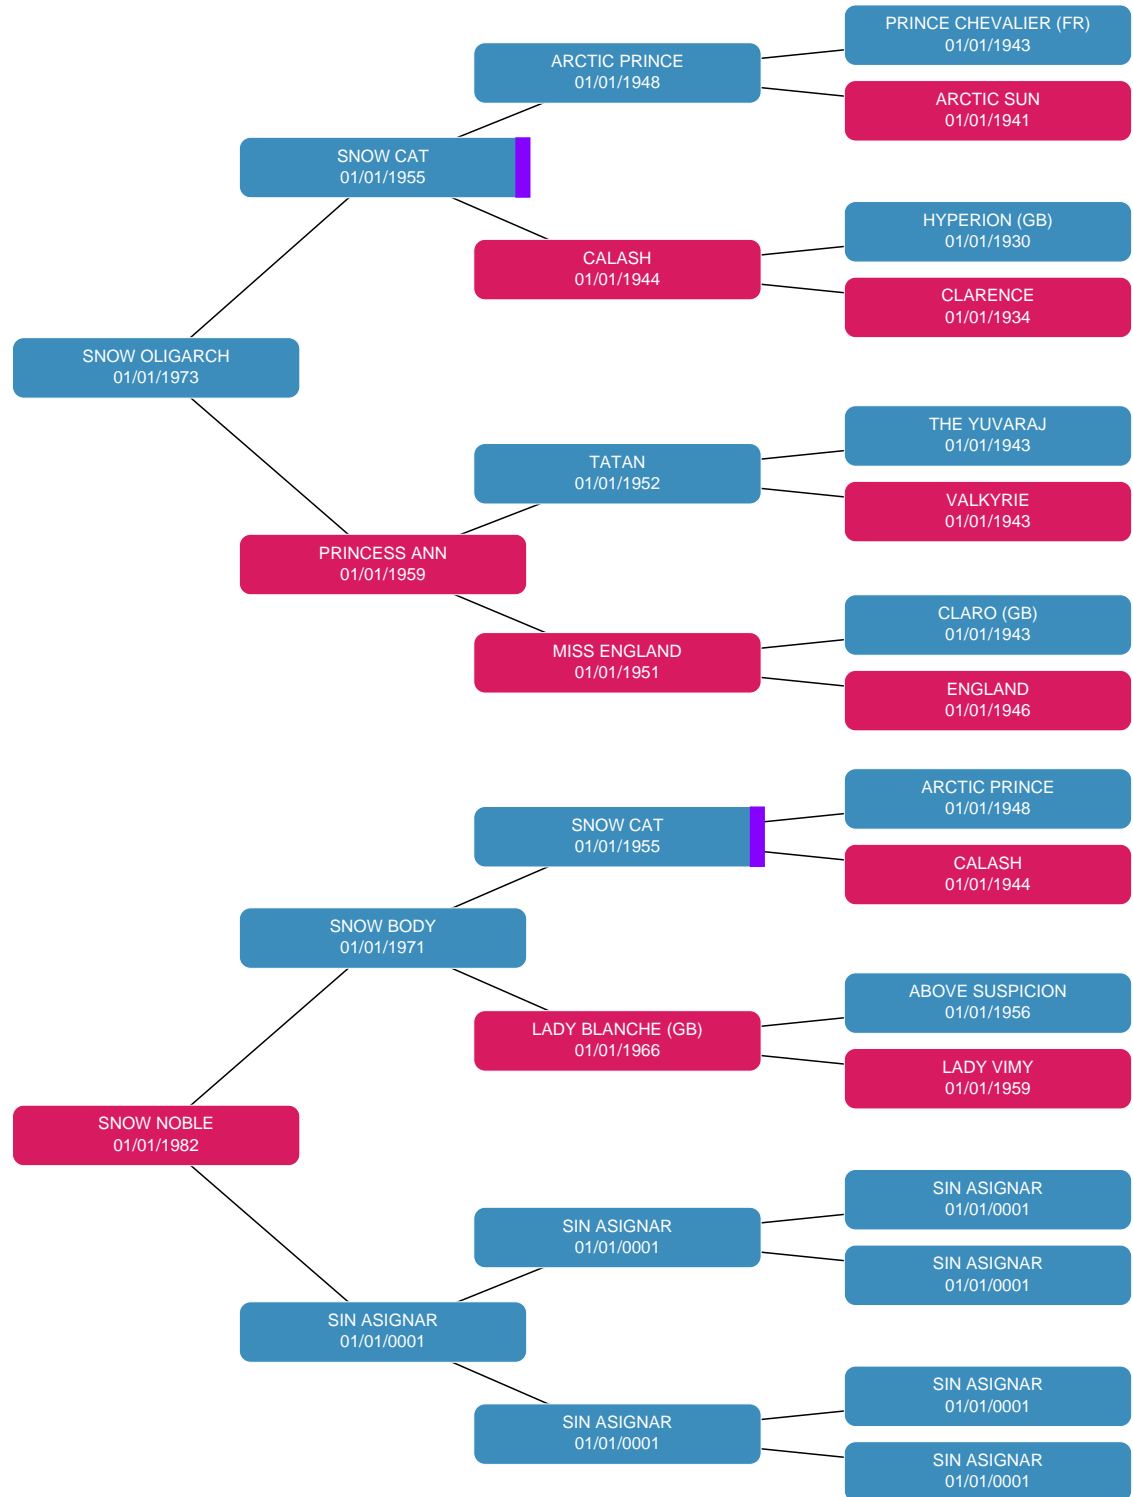 PRINCE CHEVALIER (FR)
01/01/1943
ARCTIC PRINCE
01/01/1948
ARCTIC SUN
01/01/1941
SNOW CAT
01/01/1955
HYPERION (GB)
01/01/1930
CALASH
01/01/1944
CLARENCE
01/01/1934
SNOW OLIGARCH
01/01/1973
THE YUVARAJ
01/01/1943
TATAN
01/01/1952
VALKYRIE
01/01/1943
PRINCESS ANN
01/01/1959
CLARO (GB)
01/01/1943
MISS ENGLAND
01/01/1951
ENGLAND
01/01/1946
ARCTIC PRINCE
01/01/1948
SNOW CAT
01/01/1955
CALASH
01/01/1944
SNOW BODY
01/01/1971
ABOVE SUSPICION
01/01/1956
LADY BLANCHE (GB)
01/01/1966
LADY VIMY
01/01/1959
SNOW NOBLE
01/01/1982
SIN ASIGNAR
01/01/0001
SIN ASIGNAR
01/01/0001
SIN ASIGNAR
01/01/0001
SIN ASIGNAR
01/01/0001
SIN ASIGNAR
01/01/0001
SIN ASIGNAR
01/01/0001
SIN ASIGNAR
01/01/0001